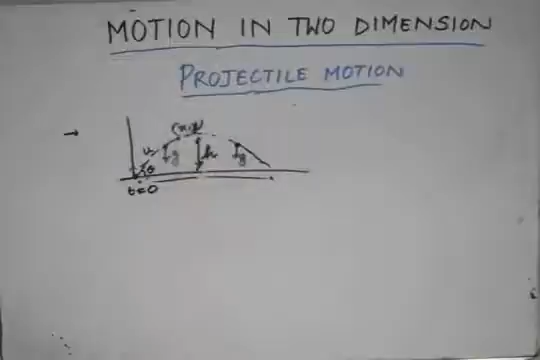 MOTION IN TWO DIMENSION
PROJECTILE MOTION
(x,y)
u g h g
θ
t=0